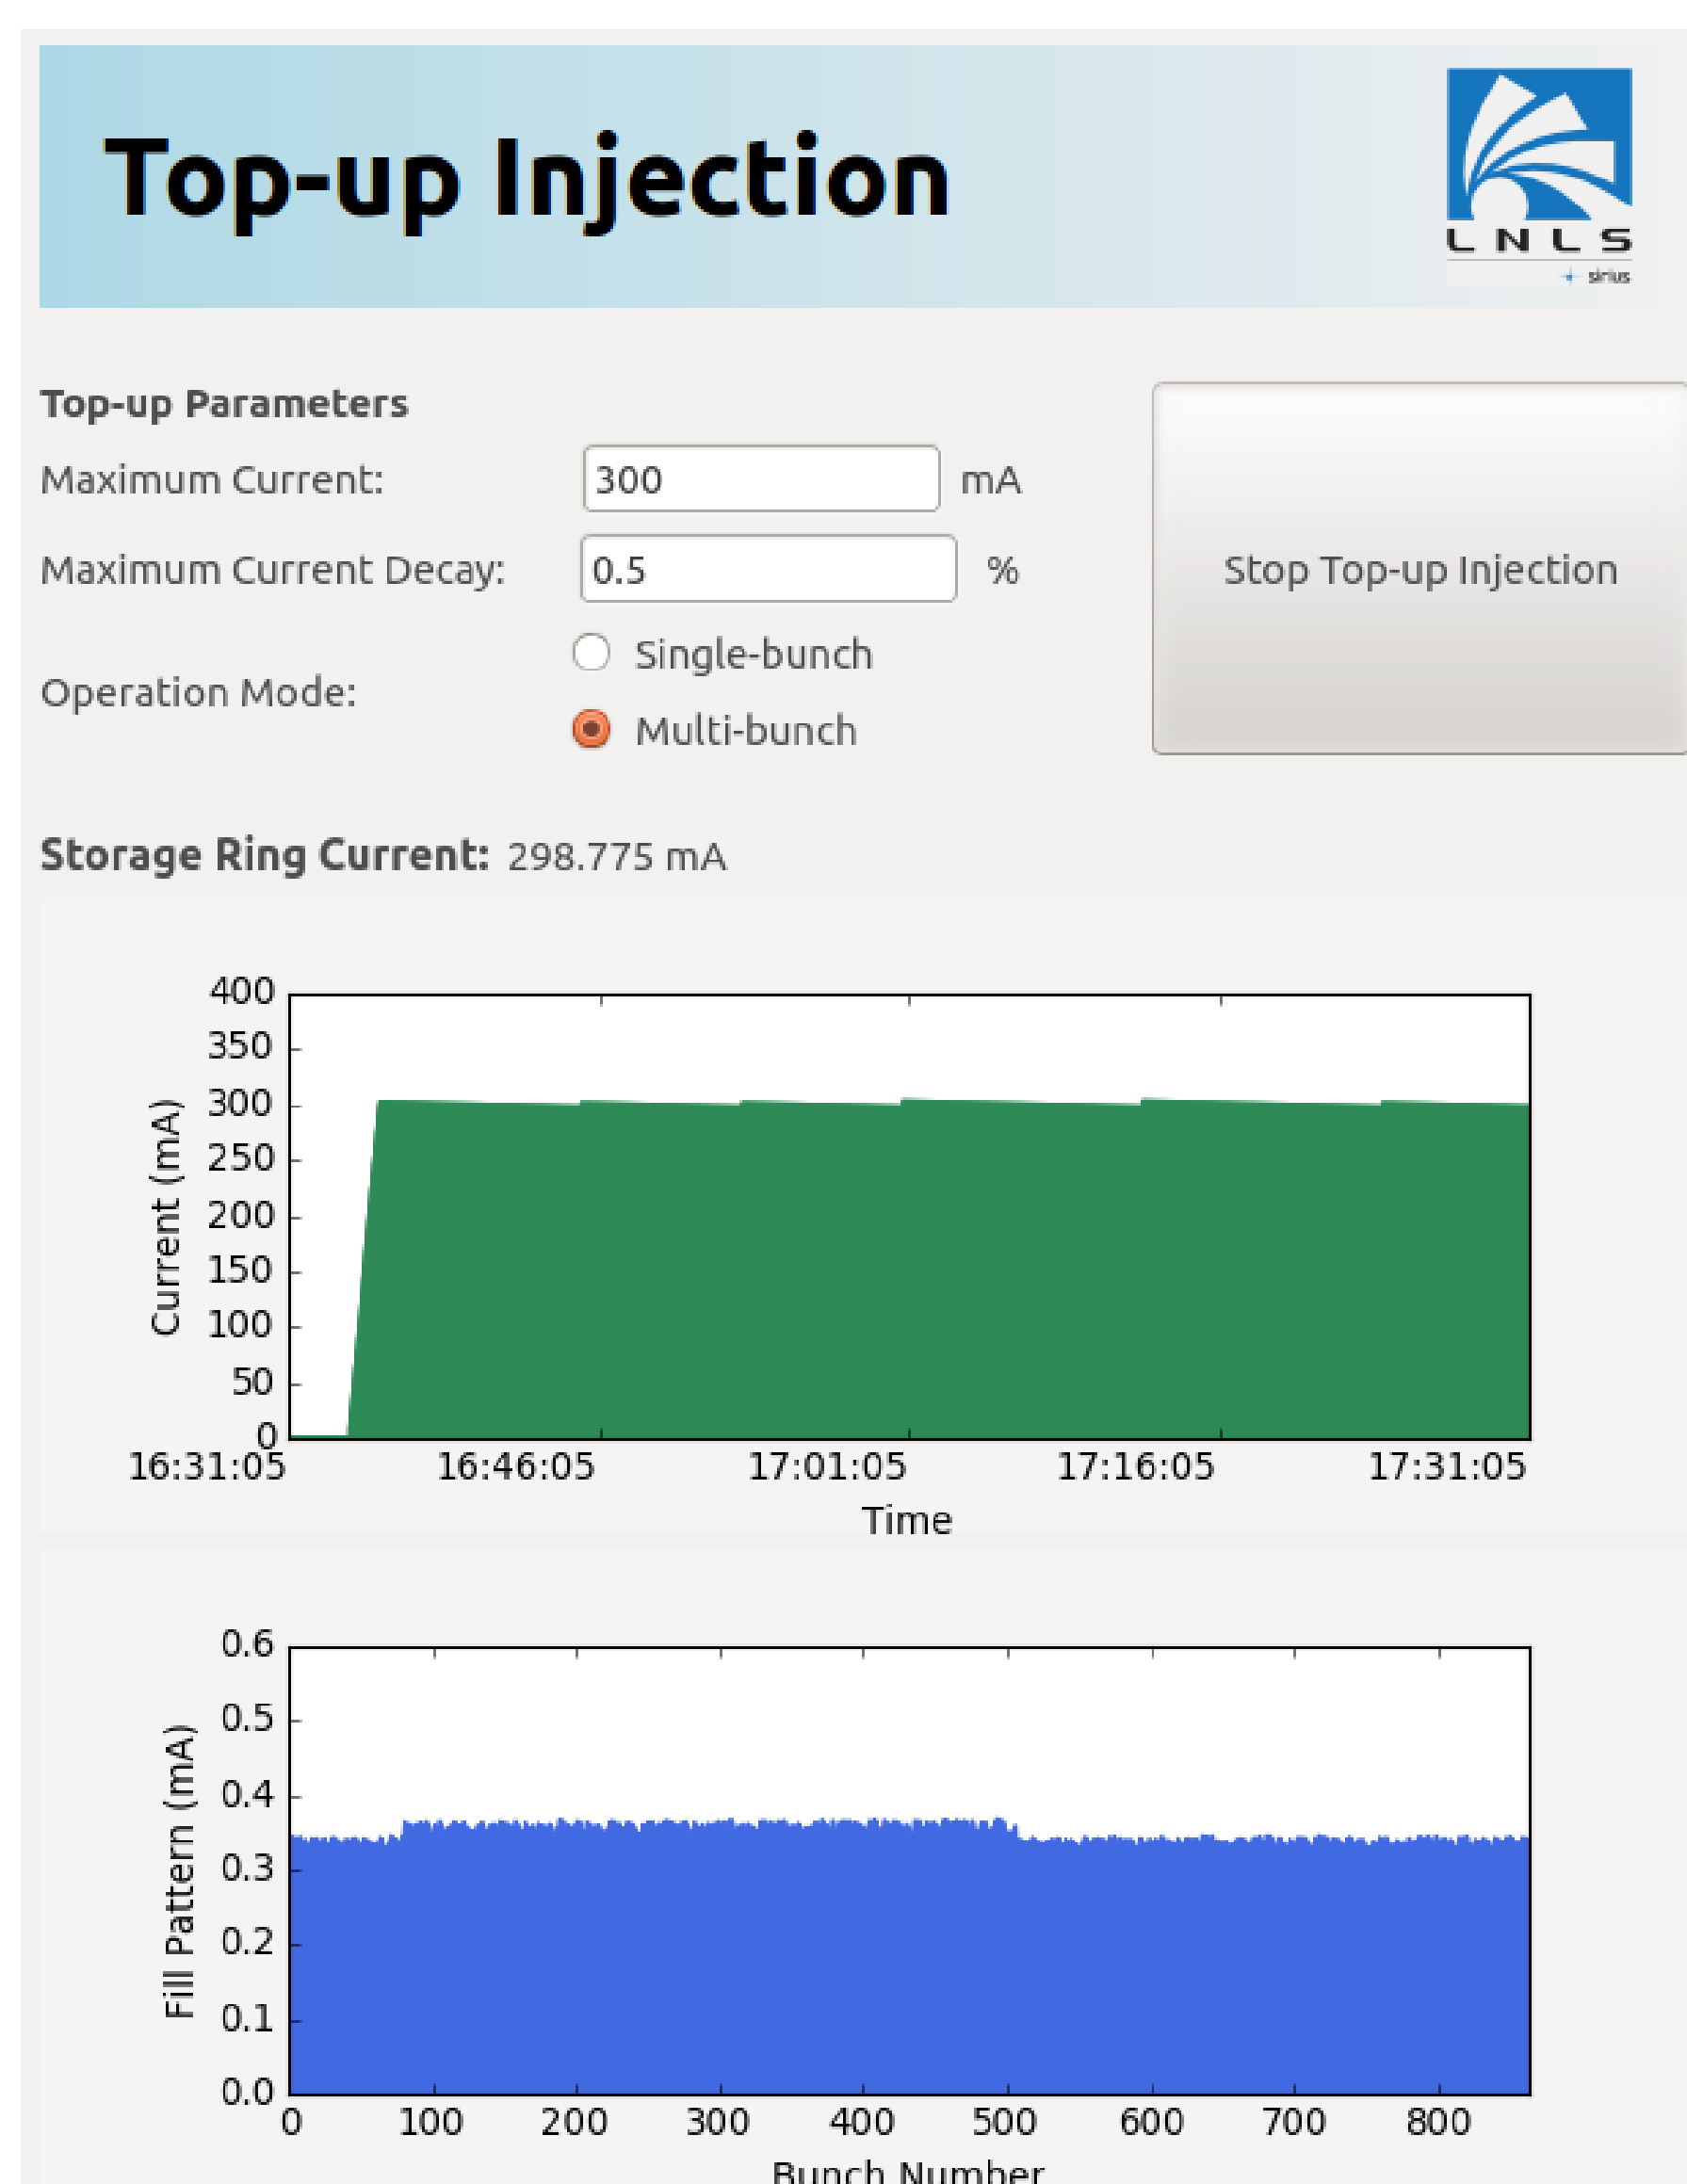 Top-up Injection
LNLS
sirius
Top-up Parameters
Maximum Current: 300 mA
Maximum Current Decay: 0.5 %
Stop Top-up Injection
Operation Mode:
Single-bunch
Multi-bunch
Storage Ring Current: 298.775 mA
400
350
300
250
200
150
100
50
0
Current (mA)
16:31:05 16:46:05 17:01:05 17:16:05 17:31:05
Time
0.6
0.5
0.4
0.3
0.2
0.1
0.0
Fill Pattern (mA)
0 100 200 300 400 500 600 700 800
Bunch Number